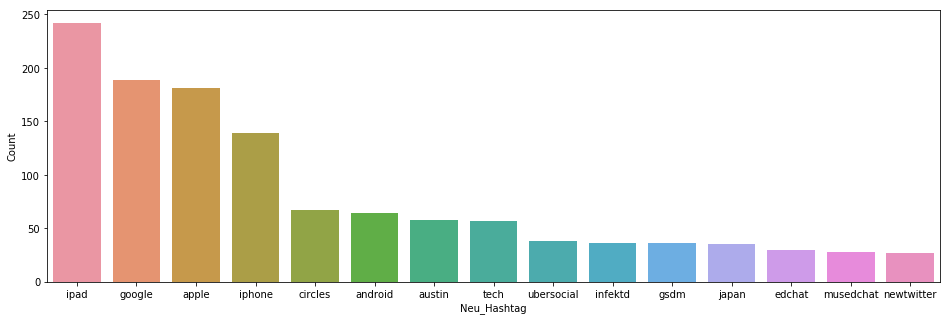 250
200
150
100
50
0
Count
ipad google apple iphone circles android austin tech ubersocial infektd gsdm japan edchat musedchat newtwitter
Neu_Hashtag